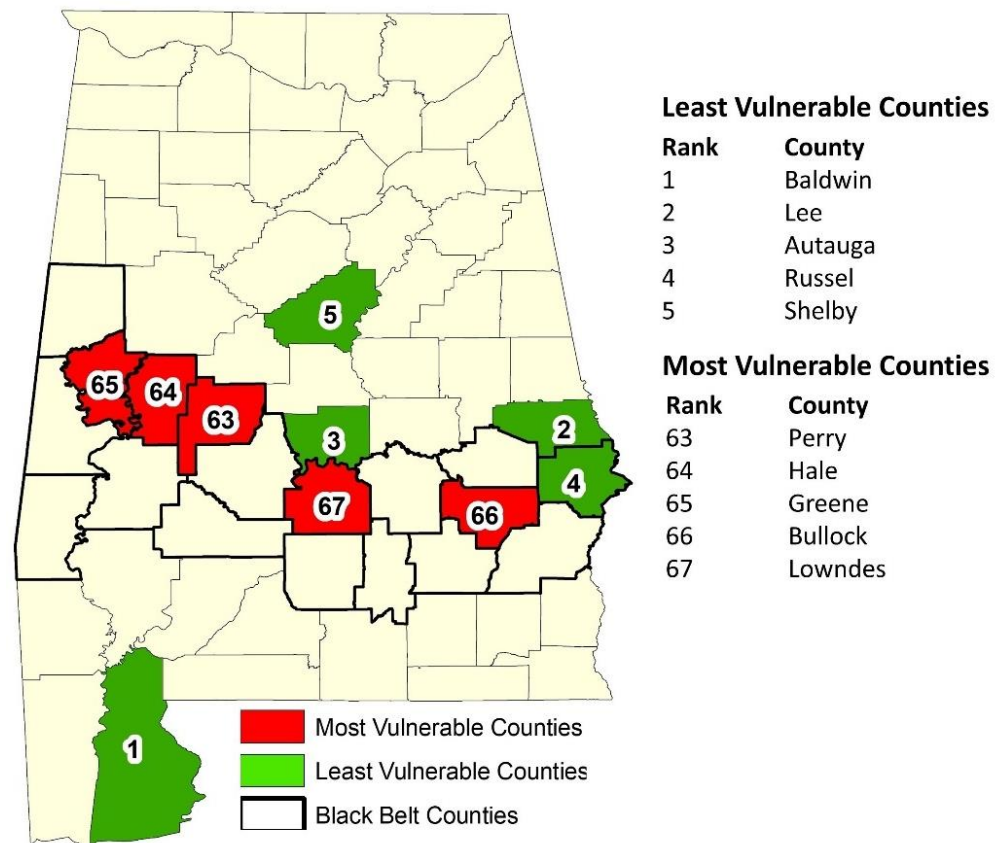 Least Vulnerable Counties
Rank County
1 Baldwin
2 Lee
3 Autauga
4 Russel
5 Shelby
Most Vulnerable Counties
Rank County
63 Perry
64 Hale
65 Greene
66 Bullock
67 Lowndes
5
65
64
63
3
2
67
66
4
1
Most Vulnerable Counties
Least Vulnerable Counties
Black Belt Counties